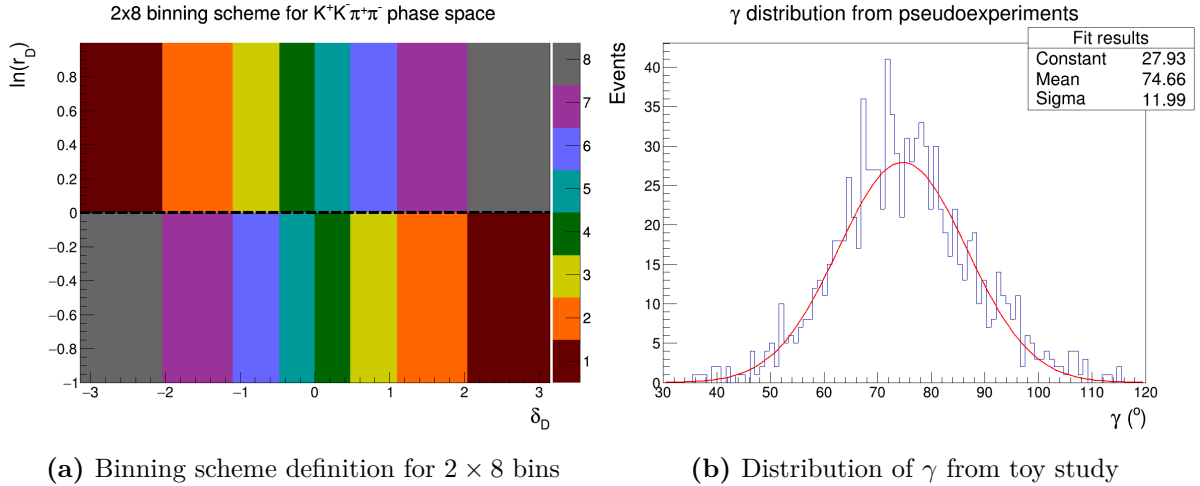 2x8 binning scheme for K⁺K⁻π⁺π⁻ phase space
ln(r_D)
0.8
0.6
0.4
0.2
0
−0.2
−0.4
−0.6
−0.8
−1
−3 −2 −1 0 1 2 3
δ_D
8
7
6
5
4
3
2
1
(a) Binning scheme definition for 2 × 8 bins
γ distribution from pseudoexperiments
Fit results
Constant 27.93
Mean 74.66
Sigma 11.99
Events
40
35
30
25
20
15
10
5
0
30 40 50 60 70 80 90 100 110 120
γ (°)
(b) Distribution of γ from toy study